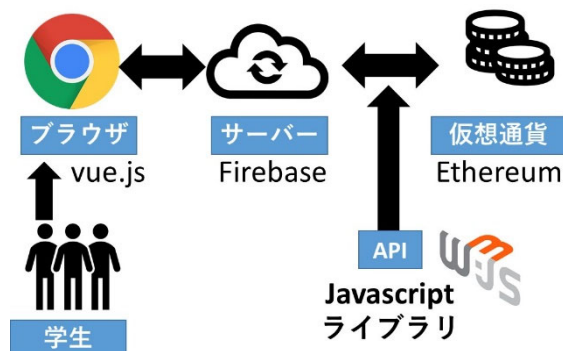 ブラウザ
サーバー
仮想通貨
vue.js
Firebase
Ethereum
API
W3JS
Javascript
ライブラリ
学生